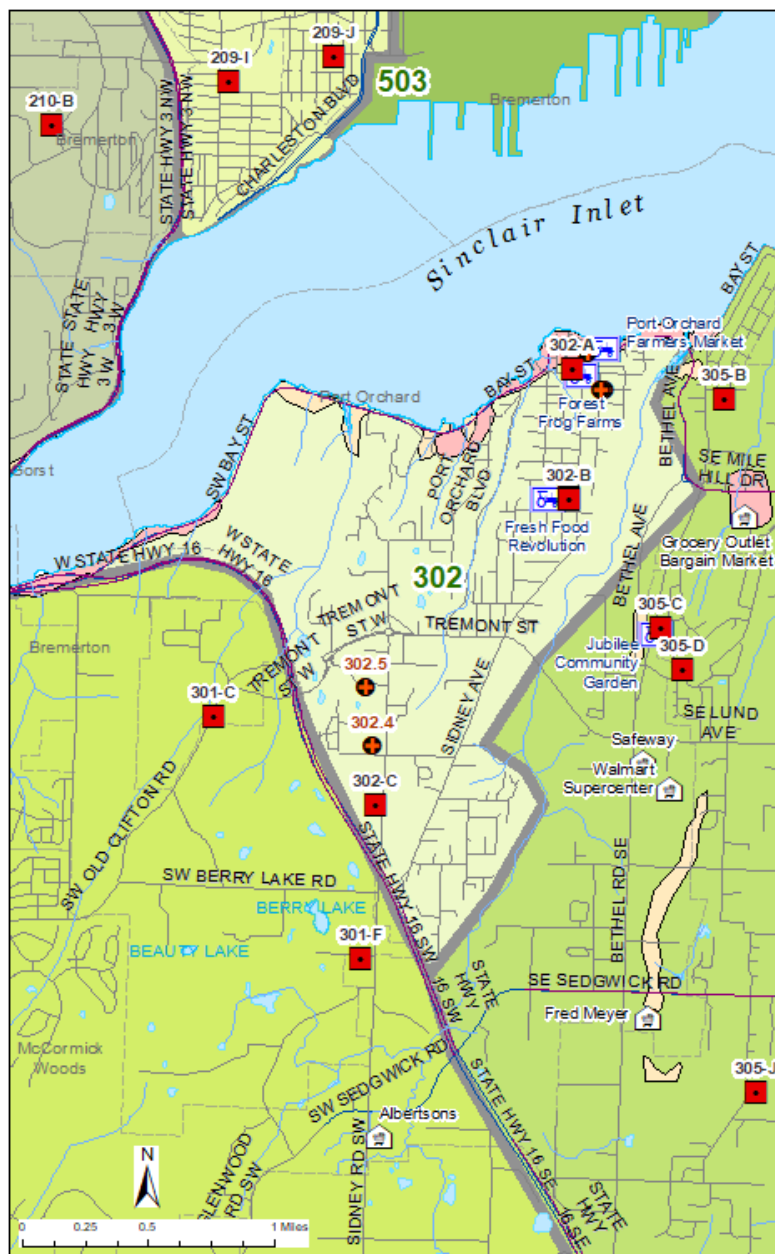 209-J
209-I
503
Bremerton
210-B
Bremerton
STATE HWY 3 NW
STATE HWY 3 NW
CHARLESTON BLVD
Sinclair Inlet
BAY ST
STATE STATE
HWY HWY
3 W 3 W
Port Orchard
Farmers Market
302-A
BAY ST
Port Orchard
Forest
Frog Farms
BETHEL AVE
305-B
Gorst
SW BAY ST
PORT
ORCHARD
BLVD
SE MILE
HILL DR
302-B
Fresh Food
Revolution
Grocery Outlet
Bargain Market
W STATE HWY 16
W STATE
HWY 16
302
BETHEL AVE
TREMONT
ST W
TREMONT ST
305-C
Bremerton
TREMONT
ST W
Jubilee
Community
Garden
305-D
302.5
301-C
SIDNEY AVE
SE LUND
AVE
302.4
Safeway
Walmart
Supercenter
302-C
SW OLD CLIFTON RD
STATE HWY 16 SW
SW BERRY LAKE RD
BERRY LAKE
BEAUTY LAKE
BETHEL RD SE
301-F
16 SW
STATE
HWY
SE SEDGWICK RD
Fred Meyer
McCormick
Woods
SW SEDGWICK RD
STATE HWY 16 SE
305-J
Albertsons
GLENWOOD
RD SW
SIDNEY RD SW
STATE
HWY
16 SE
N
0 0.25 0.5 1 Miles